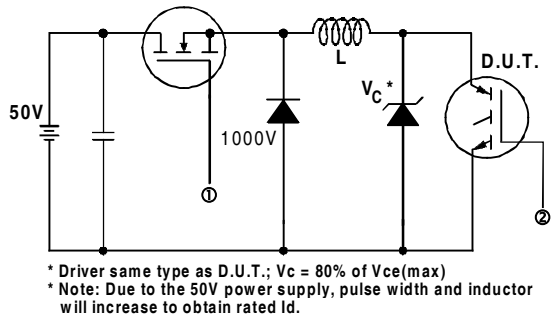 50V
L
D.U.T.
VC *
1000V
①
②
* Driver same type as D.U.T.; Vc = 80% of Vce(max)
* Note: Due to the 50V power supply, pulse width and inductor
will increase to obtain rated Id.